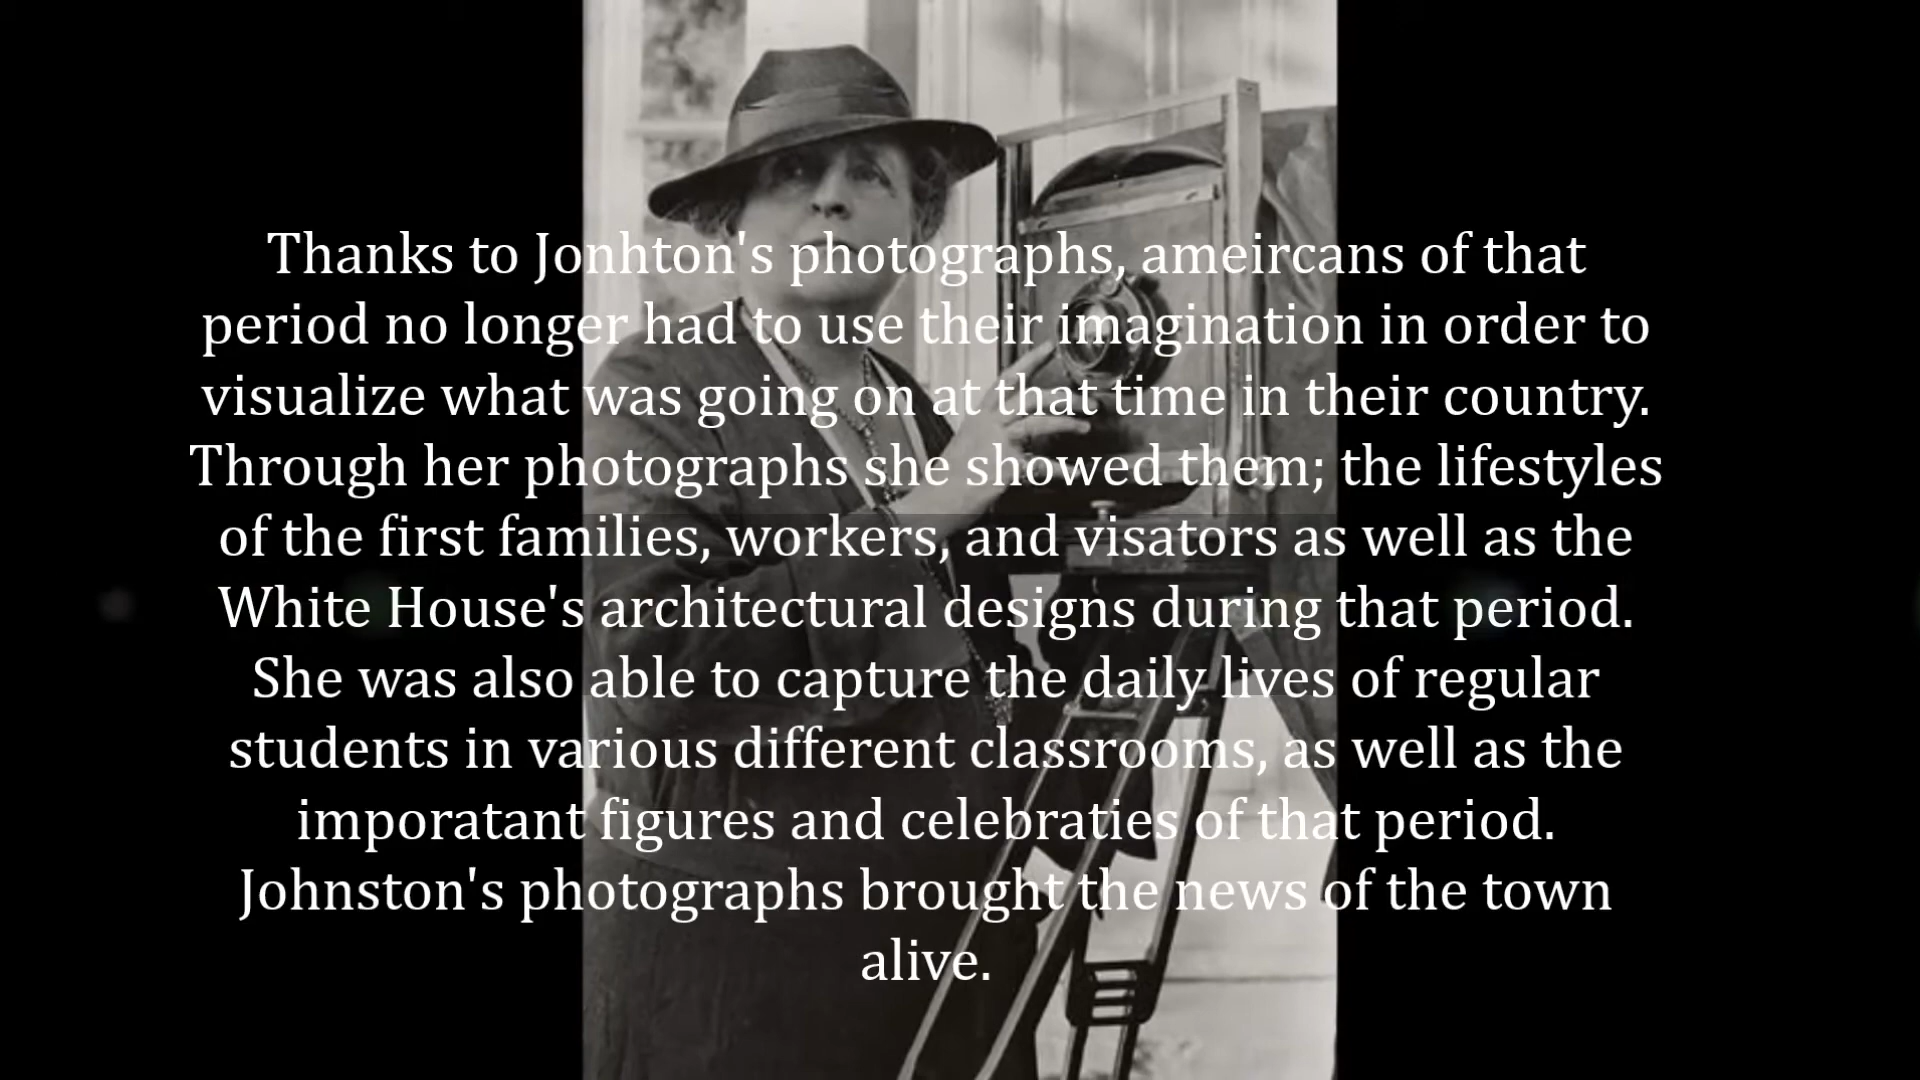 Thanks to Jonhton's photographs, ameircans of that
period no longer had to use their imagination in order to
visualize what was going on at that time in their country.
Through her photographs she showed them; the lifestyles
of the first families, workers, and visators as well as the
White House's architectural designs during that period.
She was also able to capture the daily lives of regular
students in various different classrooms, as well as the
imporatant figures and celebraties of that period.
Johnston's photographs brought the news of the town
alive.